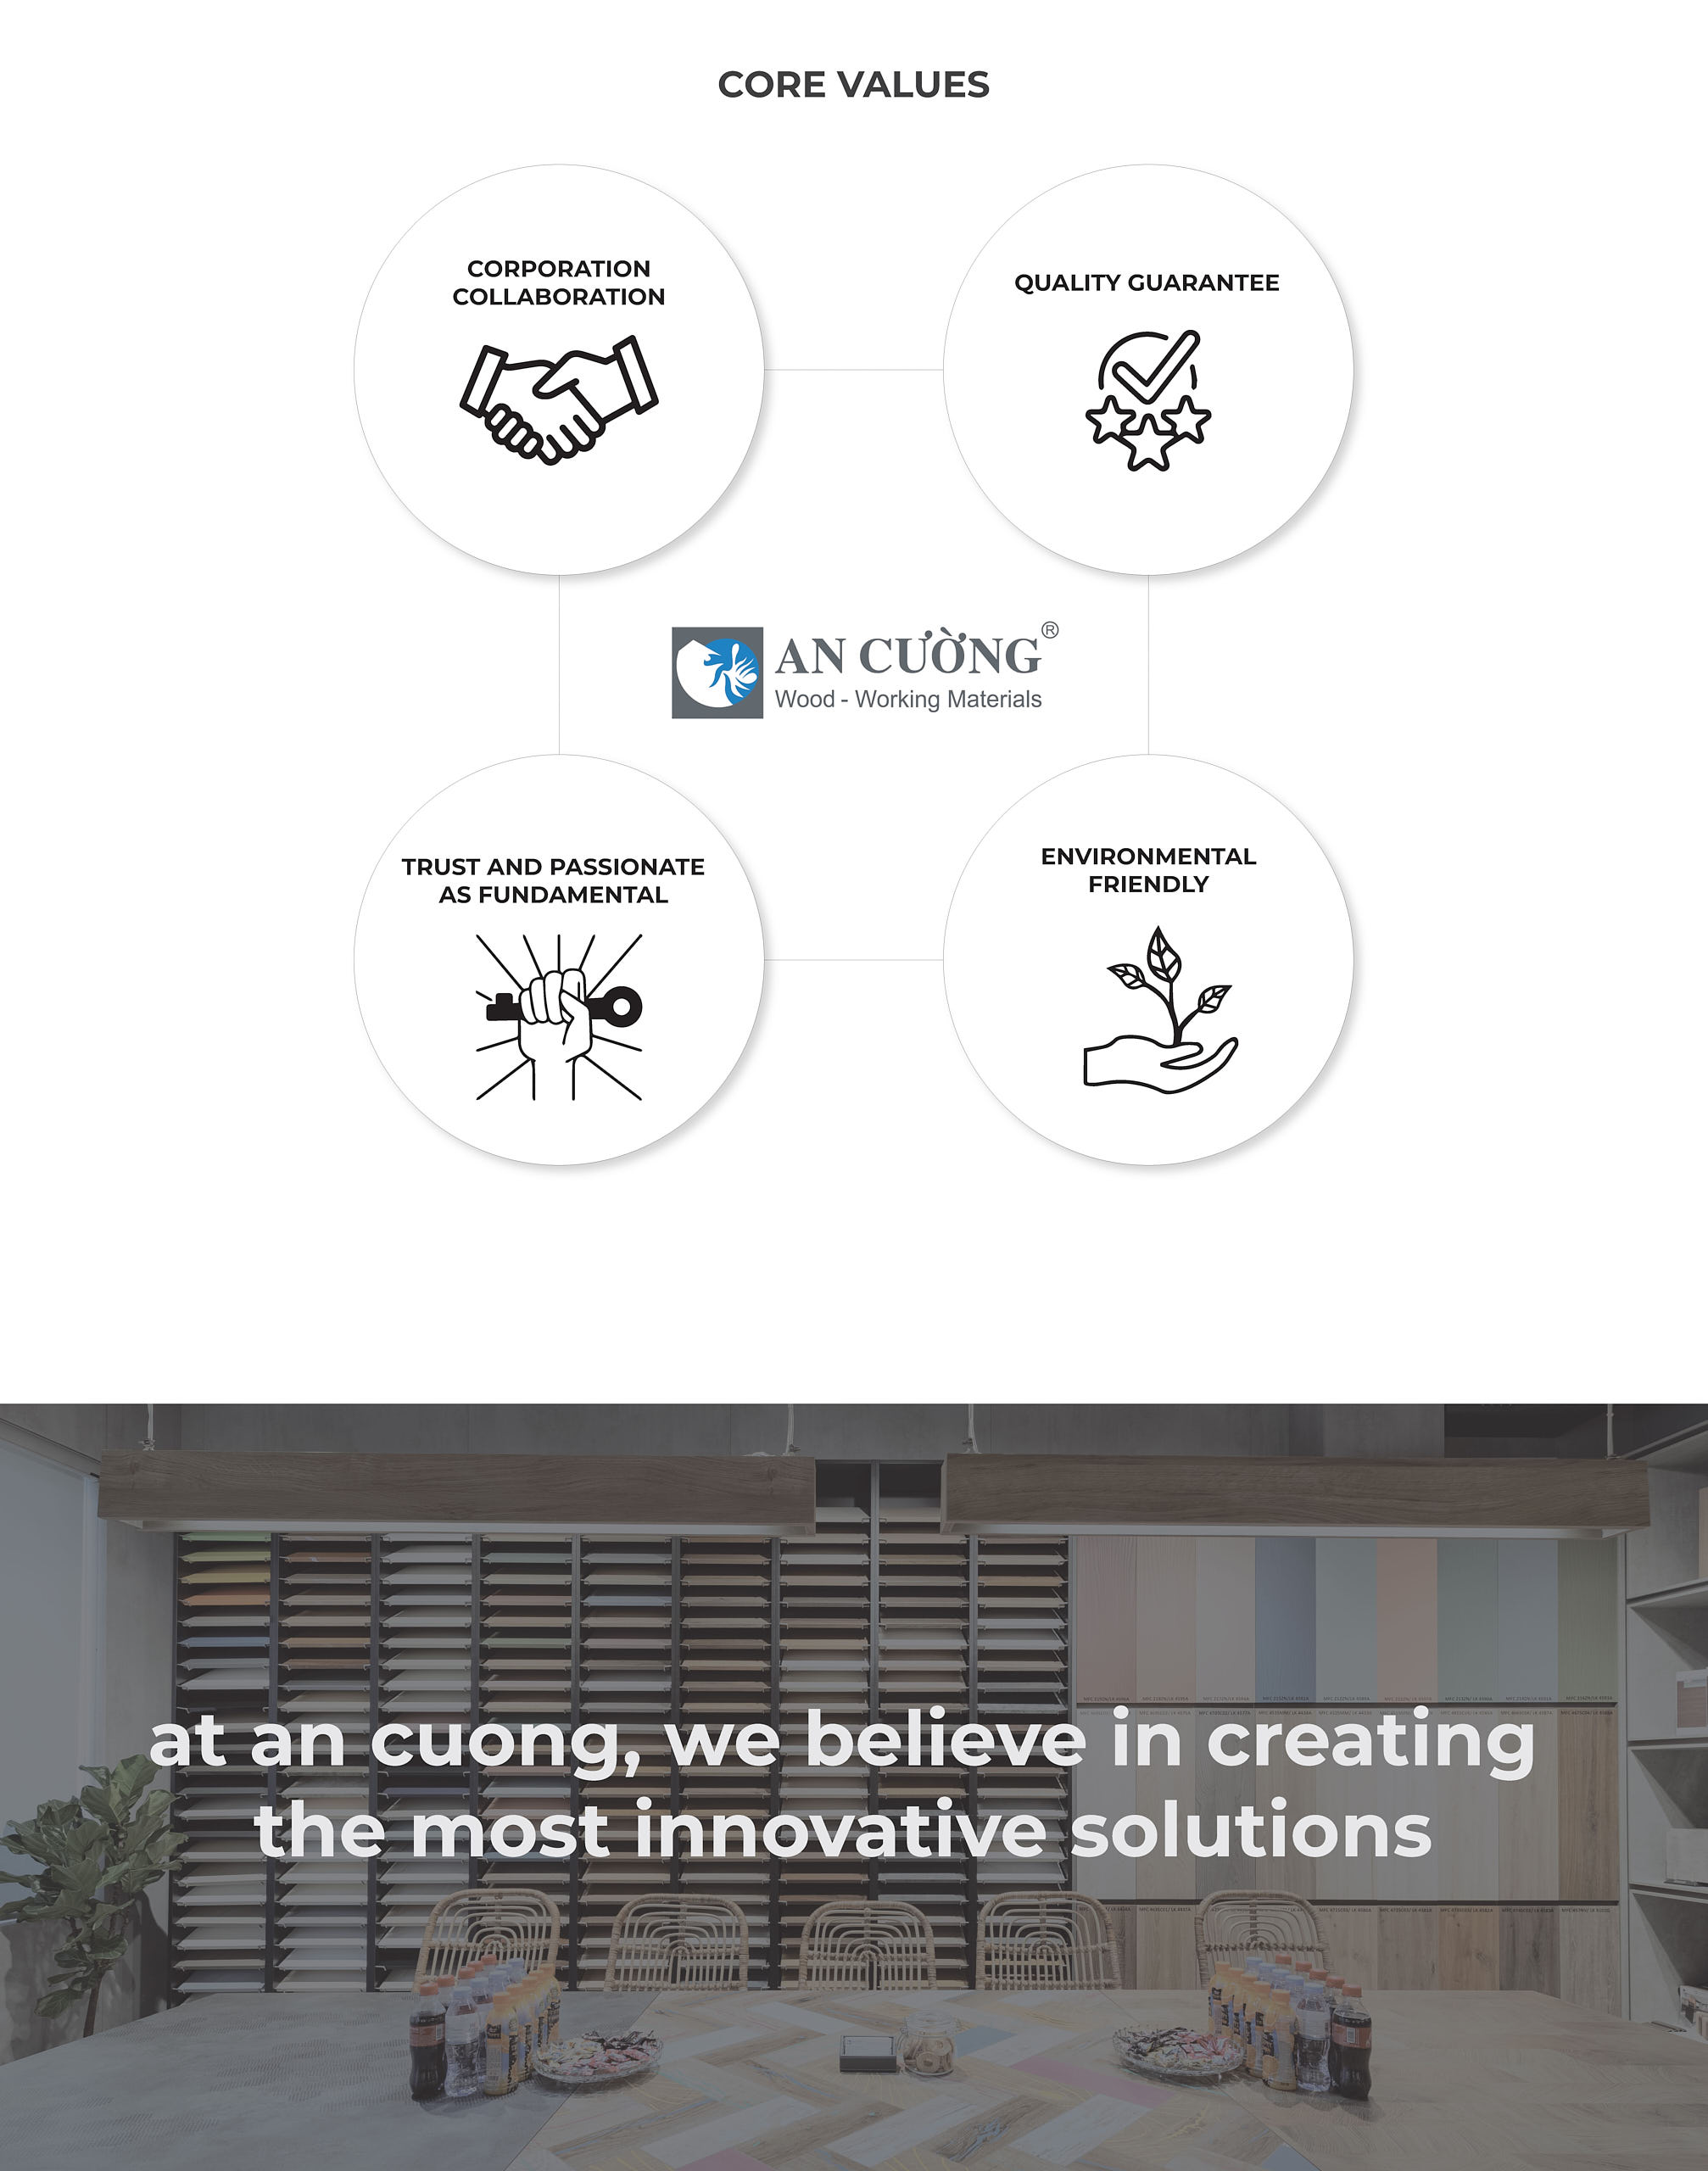 CORE VALUES
CORPORATION
COLLABORATION
QUALITY GUARANTEE
AN CƯỜNG®
Wood - Working Materials
TRUST AND PASSIONATE
AS FUNDAMENTAL
ENVIRONMENTAL
FRIENDLY
at an cuong, we believe in creating
the most innovative solutions